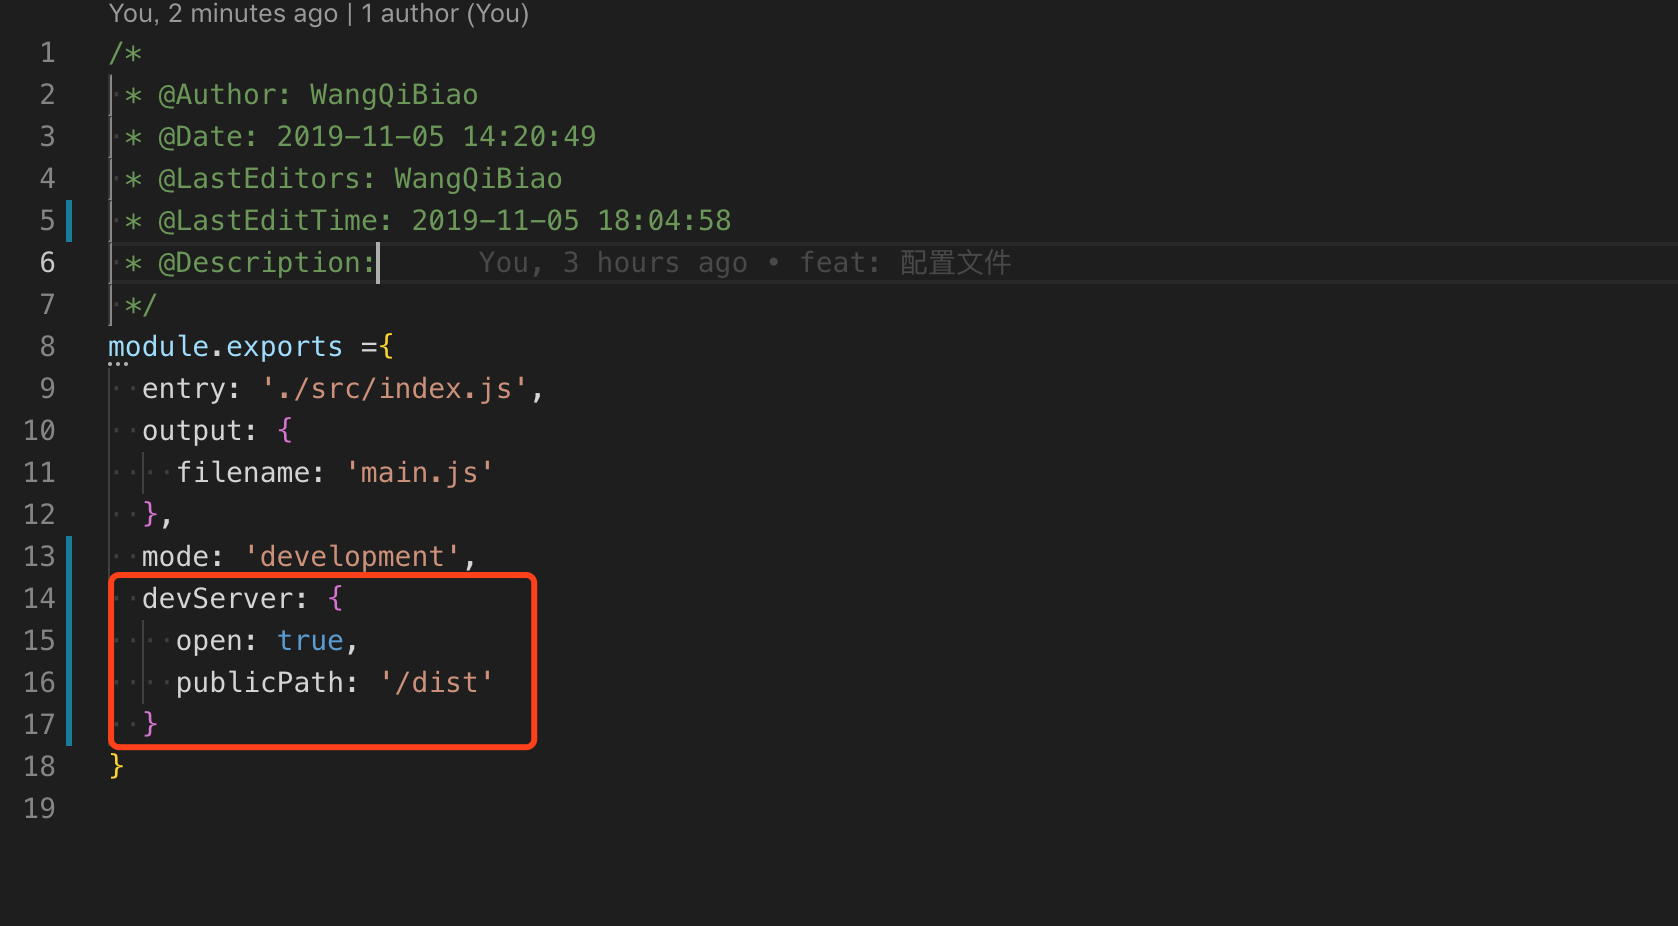 You, 2 minutes ago | 1 author (You)
1 /*
2  * @Author: WangQiBiao
3  * @Date: 2019-11-05 14:20:49
4  * @LastEditors: WangQiBiao
5  * @LastEditTime: 2019-11-05 18:04:58
6  * @Description: You, 3 hours ago • feat: 配置文件
7  */
8 module.exports ={
9   entry: './src/index.js',
10   output: {
11     filename: 'main.js'
12   },
13   mode: 'development',
14   devServer: {
15     open: true,
16     publicPath: '/dist'
17   }
18 }
19